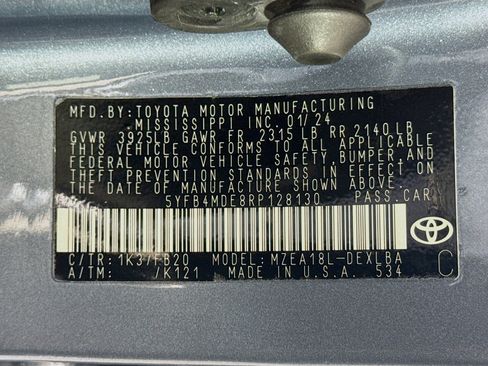 MFD.BY:TOYOTA MOTOR MANUFACTURING
MISSISSIPPI INC. 01/24
GVWR 3925LB GAWR FR 2315 LB RR 2140 LB
THIS VEHICLE CONFORMS TO ALL APPLICABLE
FEDERAL MOTOR VEHICLE SAFETY, BUMPER, AND
THEFT PREVENTION STANDARDS IN EFFECT ON
THE DATE OF MANUFACTURE SHOWN ABOVE.
5YFB4MDE8RP128130 PASS.CAR
C/TR:1K3/FB20 MODEL:MZEA18L-DEXLBA
A/TM: /K121 MADE IN U.S.A. 534
C